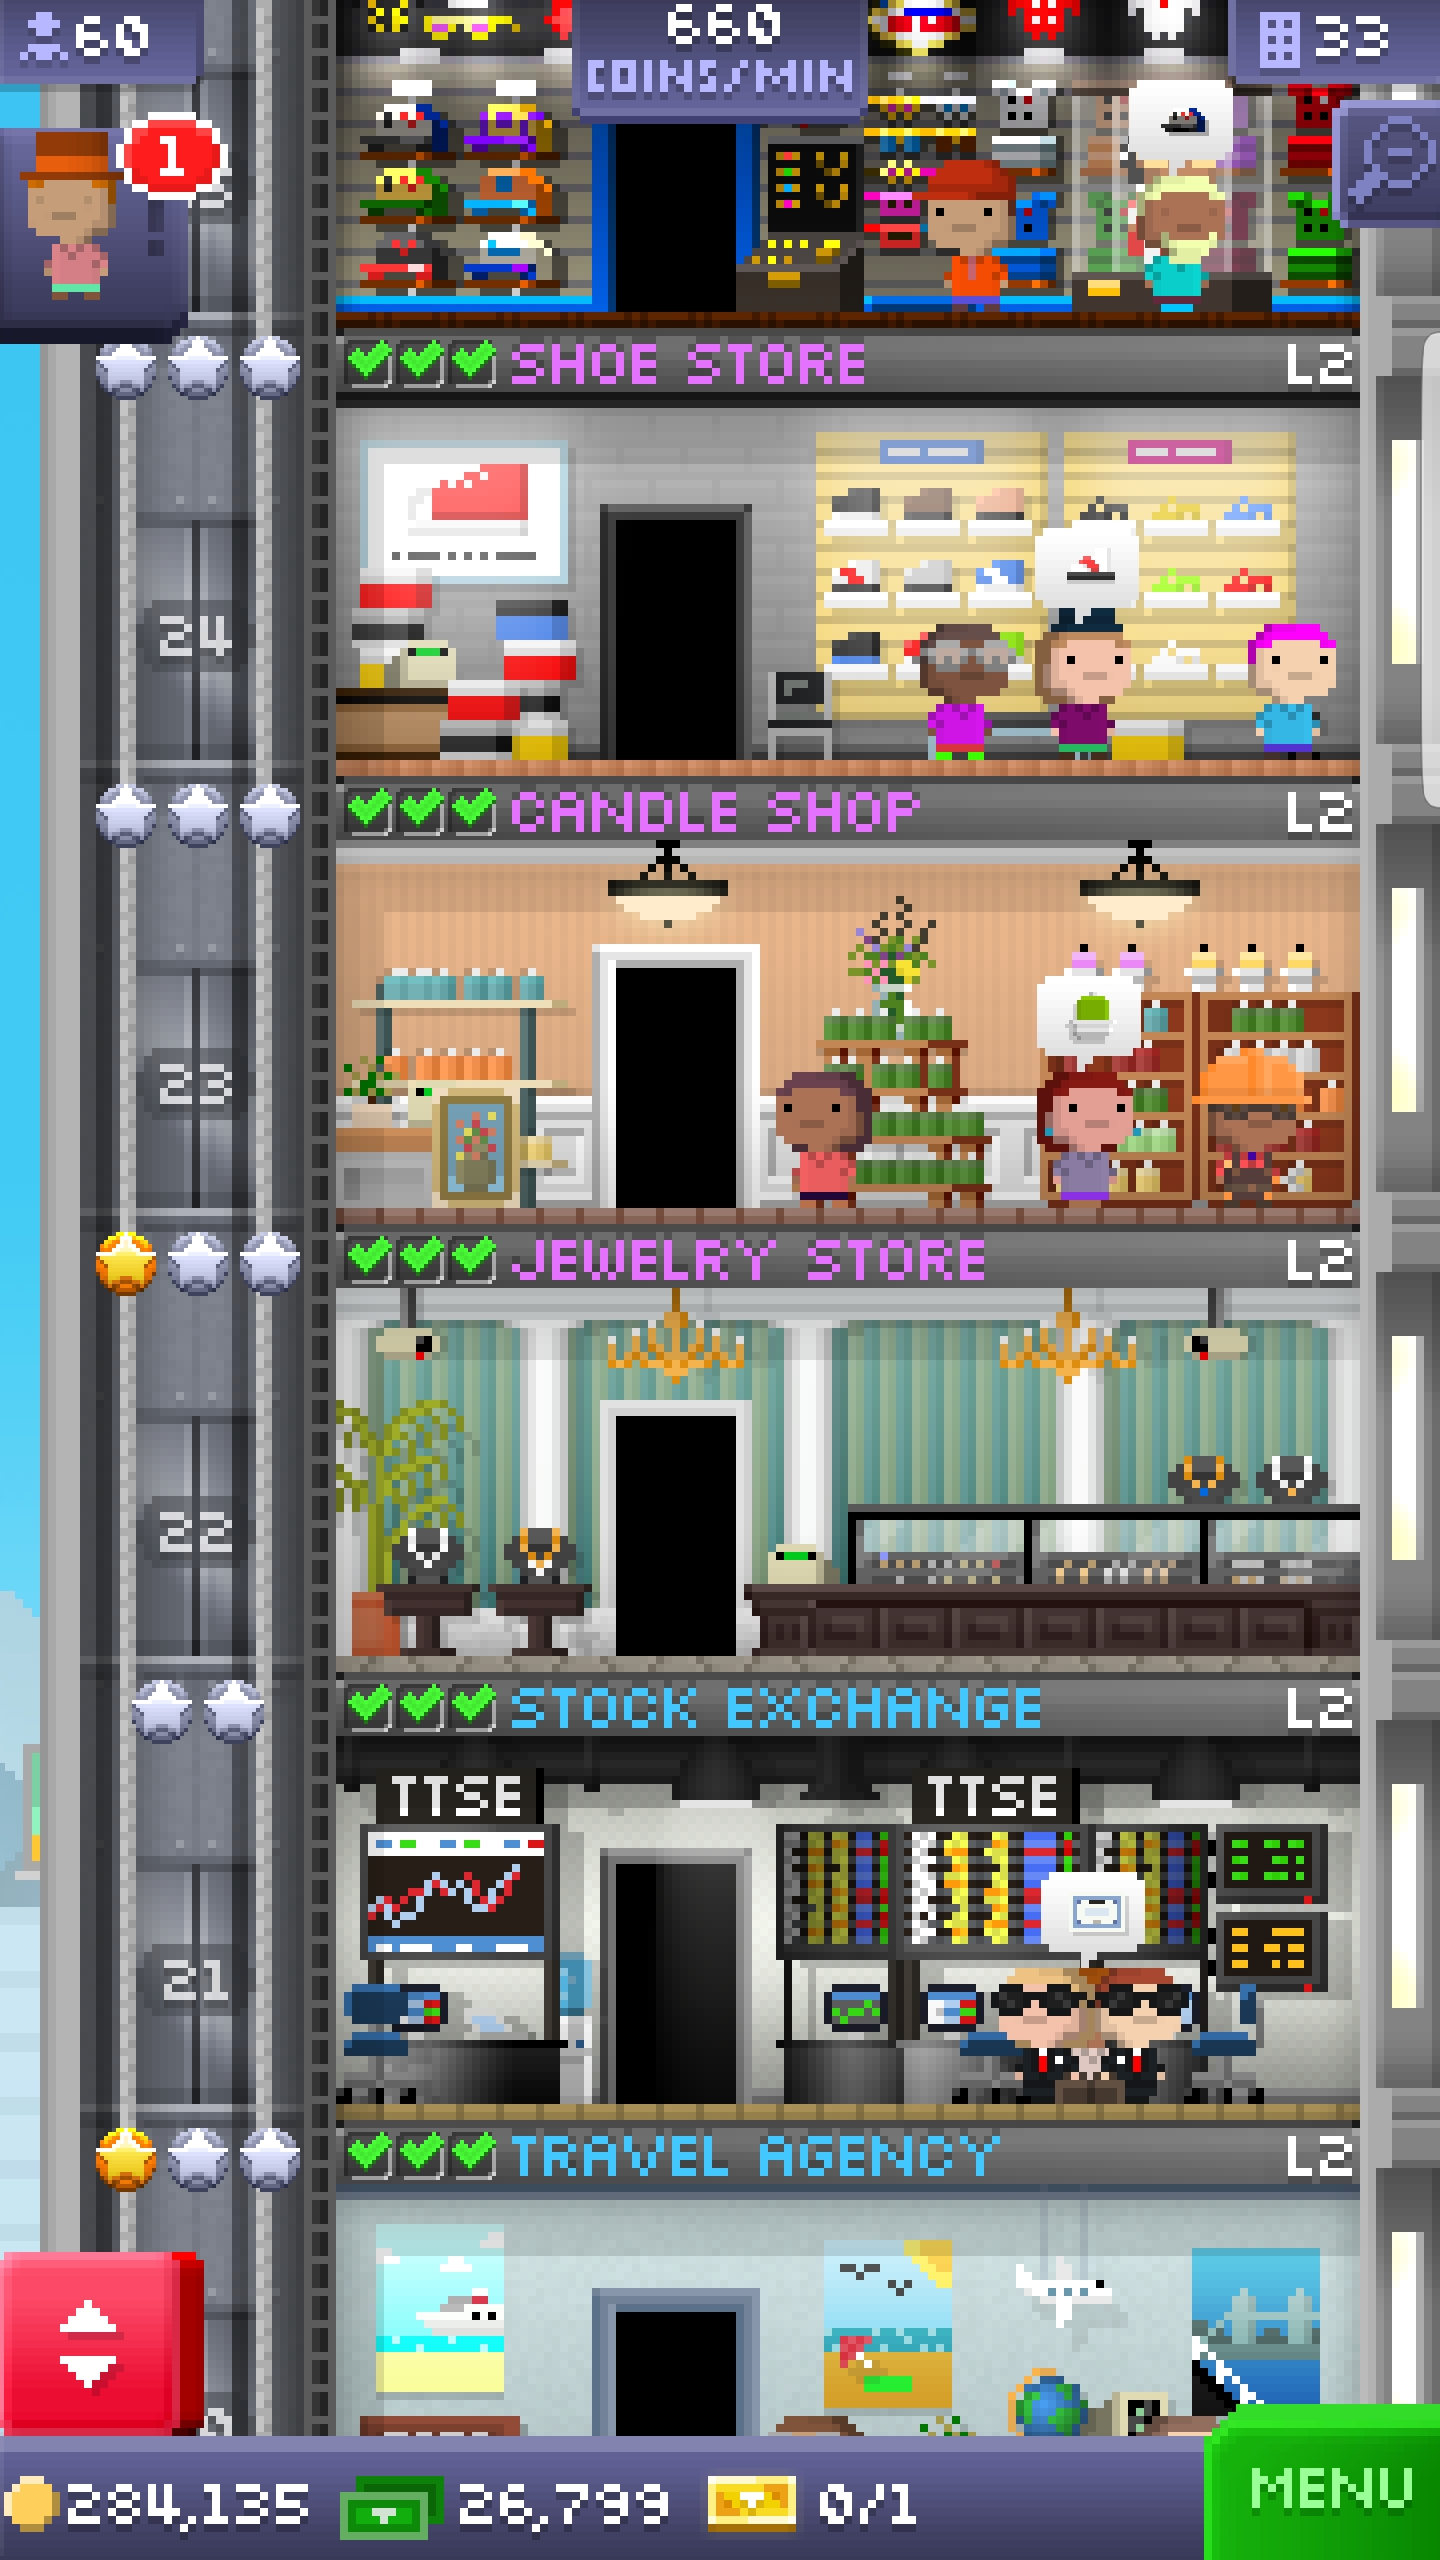 60
660
COINS/MIN
33
1
SHOE STORE L2
24
CANDLE SHOP L2
23
JEWELRY STORE L2
22
STOCK EXCHANGE L2
TTSE TTSE
21
TRAVEL AGENCY L2
284,135 26,799 0/1
MENU